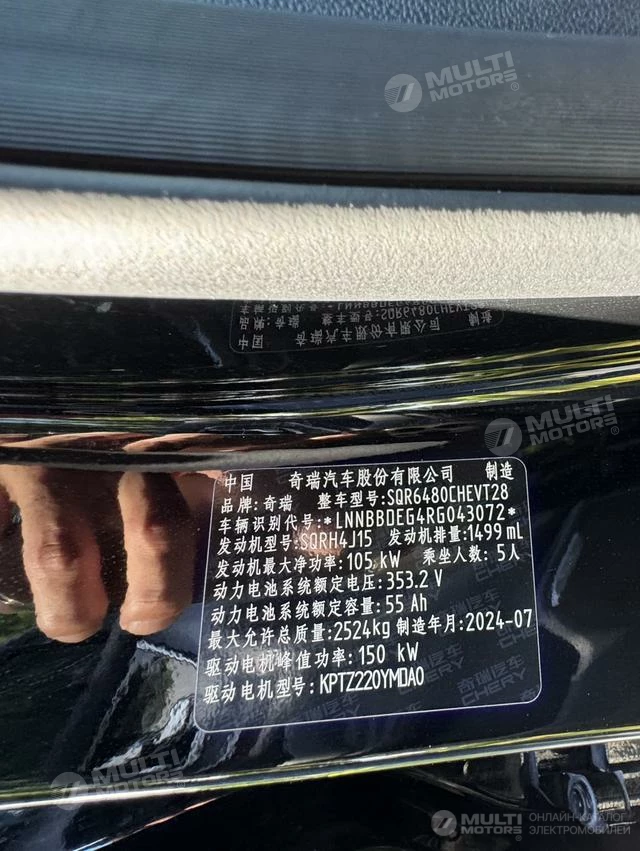 MULTI
MOTORS®
MULTI
MOTORS®
中国 奇瑞汽车股份有限公司 制造
品牌:奇瑞 整车型号:SQR6480CHEVT28
车辆识别代号:*LNNBBDEG4RG043072*
发动机型号:SQRH4J15 发动机排量:1499mL
发动机最大净功率:105kW 乘坐人数:5人
动力电池系统额定电压:353.2 V
动力电池系统额定容量:55 Ah
最大允许总质量:2524kg 制造年月:2024-07
驱动电机峰值功率:150 kW
驱动电机型号:KPTZ220YMDA0
奇瑞汽车
CHERY
奇瑞汽车
CHERY
MULTI
MOTORS®
MULTI
MOTORS®
ОНЛАЙН-КАТАЛОГ
ЭЛЕКТРОМОБИЛЕЙ